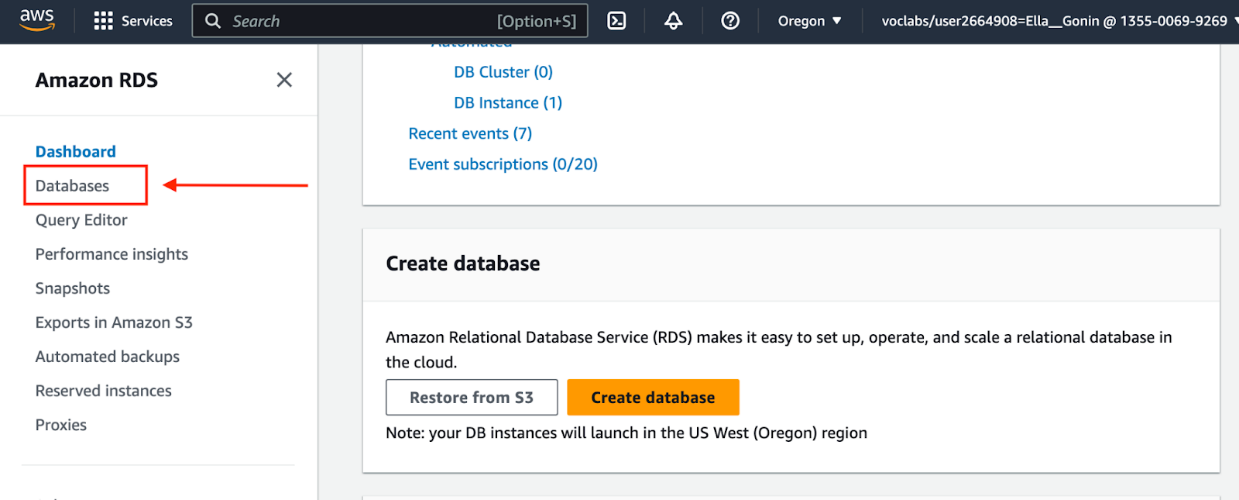 aws
Services
Search
[Option+S]
Oregon
voclabs/user2664908=Ella__Gonin @ 1355-0069-9269
Amazon RDS
Dashboard
Databases
Query Editor
Performance insights
Snapshots
Exports in Amazon S3
Automated backups
Reserved instances
Proxies
Automated
DB Cluster (0)
DB Instance (1)
Recent events (7)
Event subscriptions (0/20)
Create database
Amazon Relational Database Service (RDS) makes it easy to set up, operate, and scale a relational database in
the cloud.
Restore from S3
Create database
Note: your DB instances will launch in the US West (Oregon) region